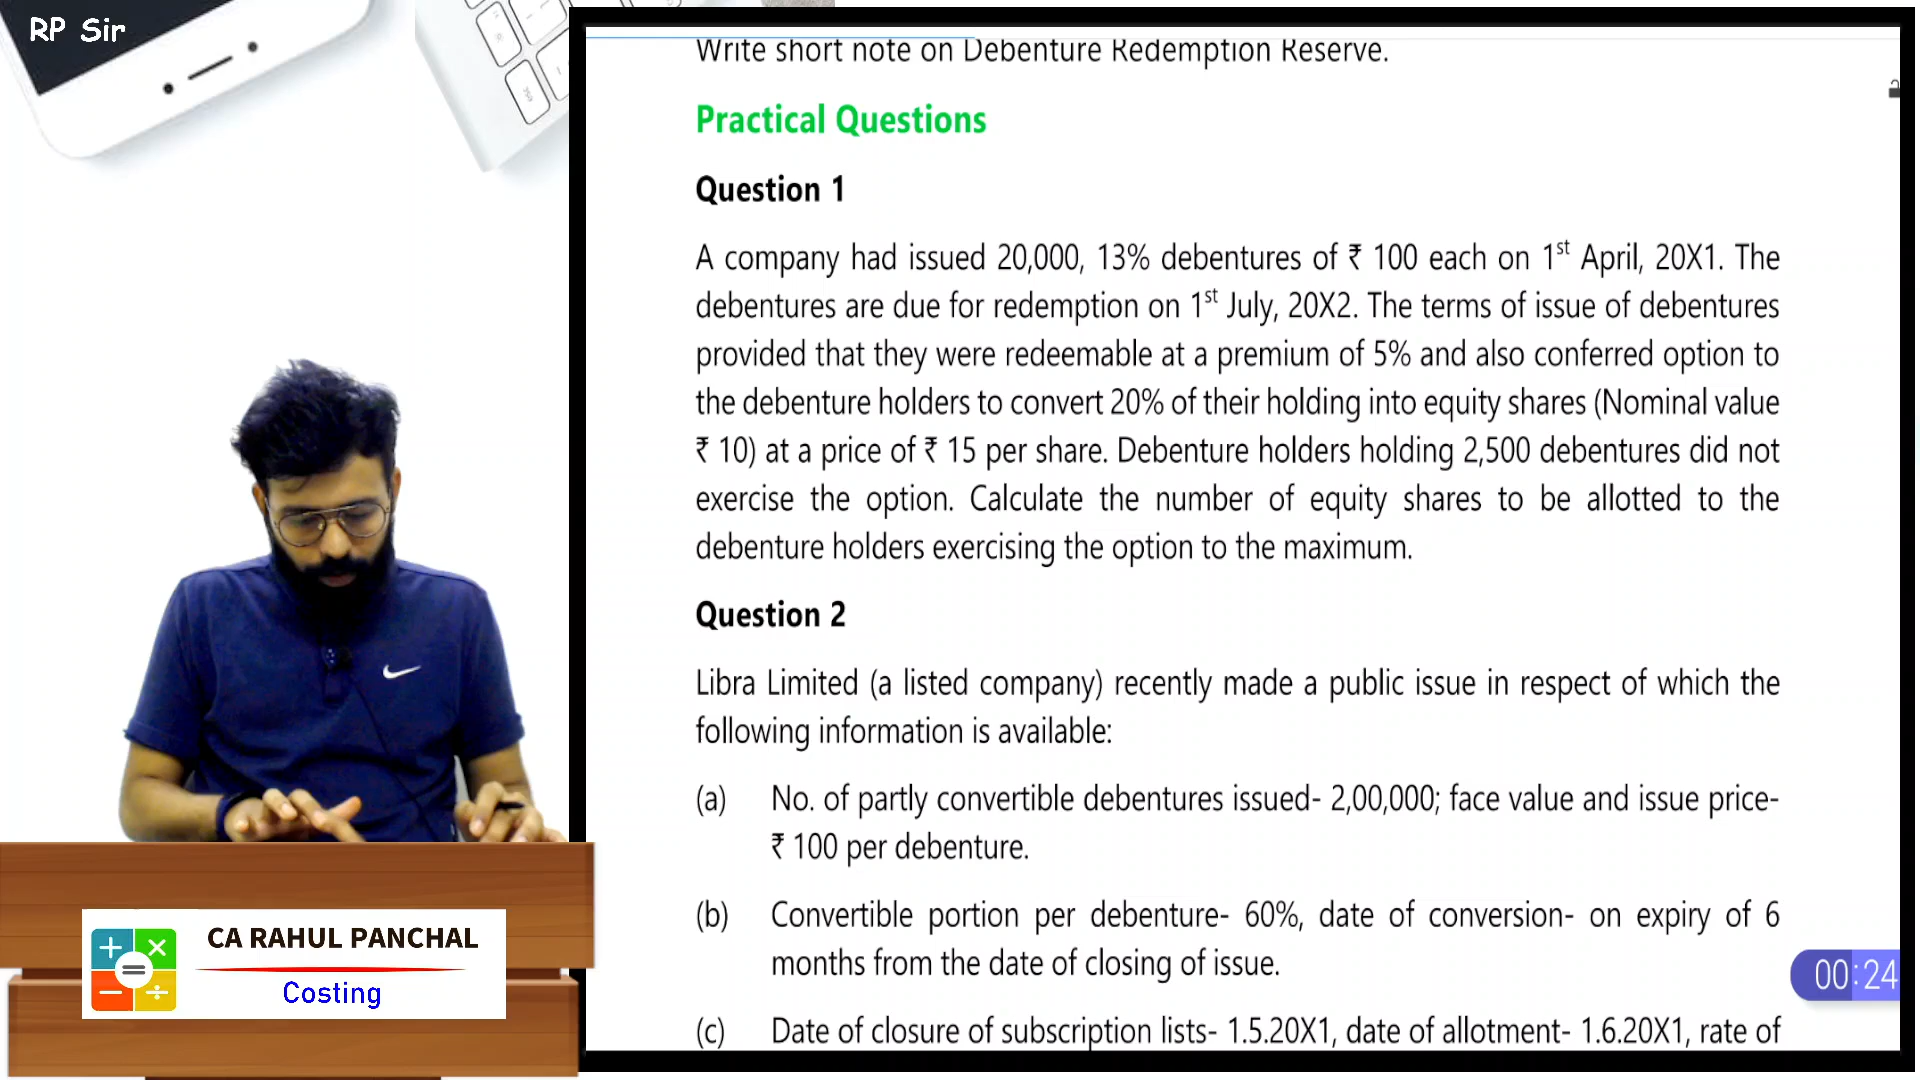 RP Sir
Write short note on Debenture Redemption Reserve.
Practical Questions
Question 1
A company had issued 20,000, 13% debentures of ₹ 100 each on 1st April, 20X1. The
debentures are due for redemption on 1st July, 20X2. The terms of issue of debentures
provided that they were redeemable at a premium of 5% and also conferred option to
the debenture holders to convert 20% of their holding into equity shares (Nominal value
₹ 10) at a price of ₹ 15 per share. Debenture holders holding 2,500 debentures did not
exercise the option. Calculate the number of equity shares to be allotted to the
debenture holders exercising the option to the maximum.
Question 2
Libra Limited (a listed company) recently made a public issue in respect of which the
following information is available:
(a) No. of partly convertible debentures issued- 2,00,000; face value and issue price-
₹ 100 per debenture.
(b) Convertible portion per debenture- 60%, date of conversion- on expiry of 6
months from the date of closing of issue.
(c) Date of closure of subscription lists- 1.5.20X1, date of allotment- 1.6.20X1, rate of
00:24
CA RAHUL PANCHAL
Costing